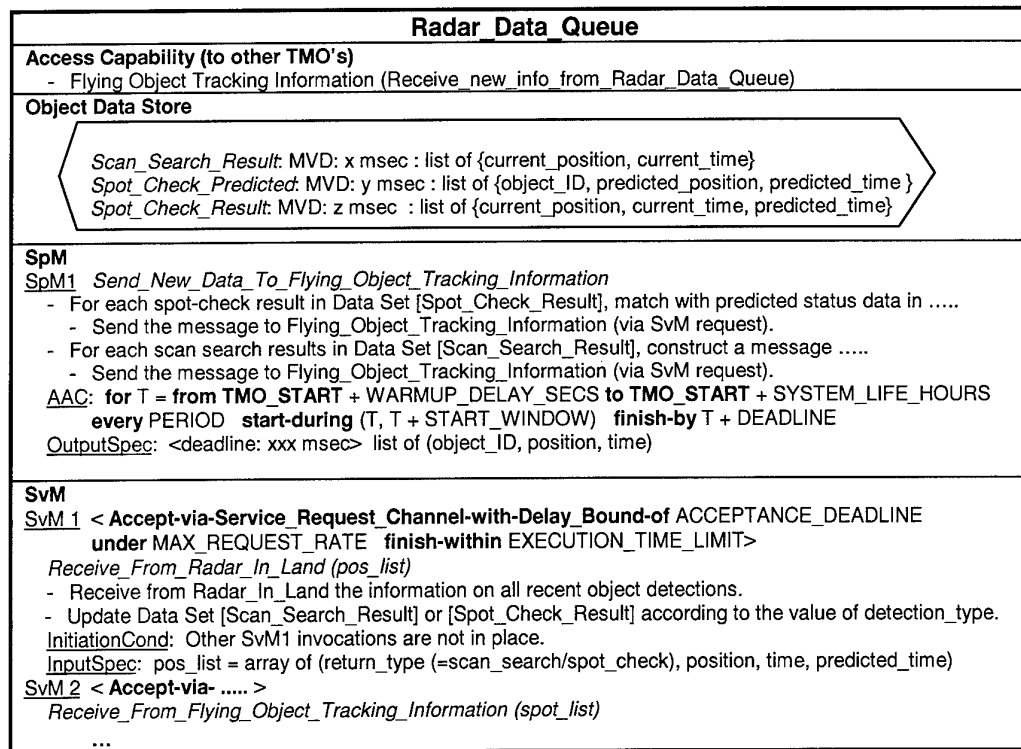 Radar_Data_Queue
Access Capability (to other TMO's)
- Flying Object Tracking Information (Receive_new_info_from_Radar_Data_Queue)
Object Data Store
Scan_Search_Result: MVD: x msec : list of {current_position, current_time}
Spot_Check_Predicted: MVD: y msec : list of {object_ID, predicted_position, predicted_time }
Spot_Check_Result: MVD: z msec : list of {current_position, current_time, predicted_time}
SpM
SpM1 Send_New_Data_To_Flying_Object_Tracking_Information
- For each spot-check result in Data Set [Spot_Check_Result], match with predicted status data in .....
- Send the message to Flying_Object_Tracking_Information (via SvM request).
- For each scan search results in Data Set [Scan_Search_Result], construct a message .....
- Send the message to Flying_Object_Tracking_Information (via SvM request).
AAC: for T = from TMO_START + WARMUP_DELAY_SECS to TMO_START + SYSTEM_LIFE_HOURS
every PERIOD start-during (T, T + START_WINDOW) finish-by T + DEADLINE
OutputSpec: <deadline: xxx msec> list of (object_ID, position, time)
SvM
SvM 1 < Accept-via-Service_Request_Channel-with-Delay_Bound-of ACCEPTANCE_DEADLINE
under MAX_REQUEST_RATE finish-within EXECUTION_TIME_LIMIT>
Receive_From_Radar_In_Land (pos_list)
- Receive from Radar_In_Land the information on all recent object detections.
- Update Data Set [Scan_Search_Result] or [Spot_Check_Result] according to the value of detection_type.
InitiationCond: Other SvM1 invocations are not in place.
InputSpec: pos_list = array of (return_type (=scan_search/spot_check), position, time, predicted_time)
SvM 2 < Accept-via- ..... >
Receive_From_Flying_Object_Tracking_Information (spot_list)
...